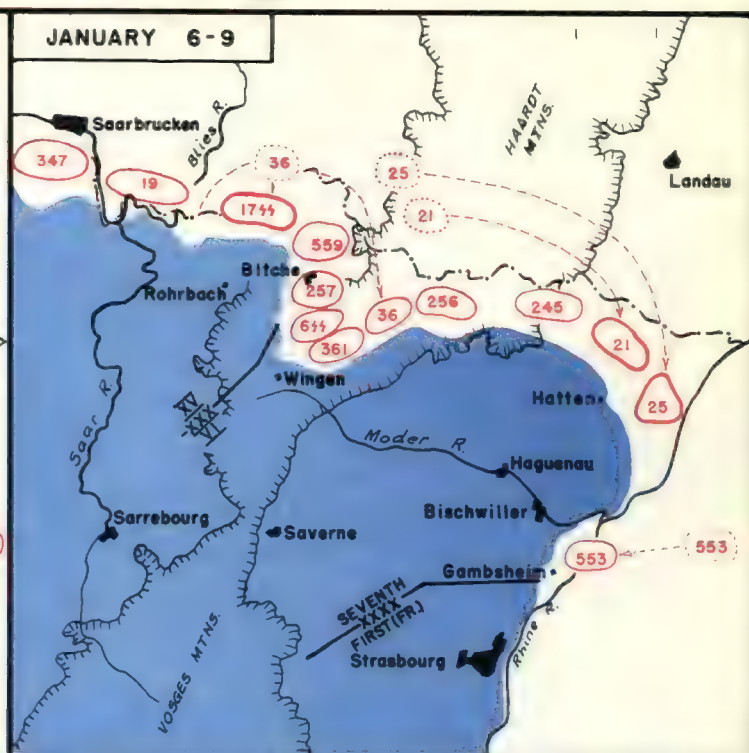 JANUARY 6-9
Saarbrucken
Blies R.
HAARDT
MTNS.
Landau
347
19
36
25
21
17SS
559
Bitche
257
Rohrbach
6SS
361
36
256
245
21
25
Wingen
Hatten
XV
XXX
VI
Saar R.
Moder R.
Haguenau
Bischwiller
Sarrebourg
Saverne
553
553
Gambsheim
SEVENTH
XXXX
FIRST (FR.)
Strasbourg
Rhine R.
VOSGES MTNS.